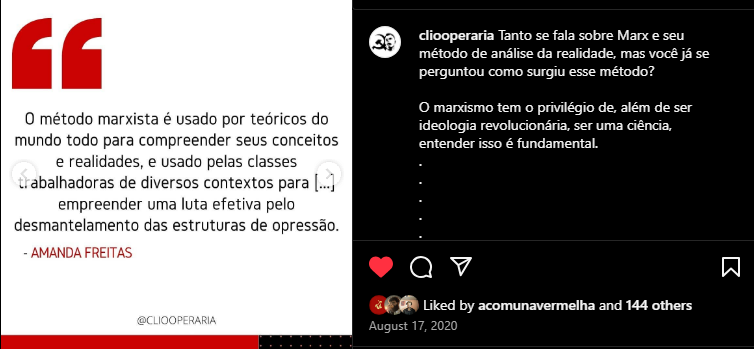 O método marxista é usado por teóricos do
mundo todo para compreender seus conceitos
e realidades, e usado pelas classes
trabalhadoras de diversos contextos para [...]
empreender uma luta efetiva pelo
desmantelamento das estruturas de opressão.
- AMANDA FREITAS
@CLIOOPERARIA
cliooperaria Tanto se fala sobre Marx e seu
método de análise da realidade, mas você já se
perguntou como surgiu esse método?
O marxismo tem o privilégio de, além de ser
ideologia revolucionária, ser uma ciência,
entender isso é fundamental.
.
.
.
.
.
Liked by acomunavermelha and 144 others
August 17, 2020